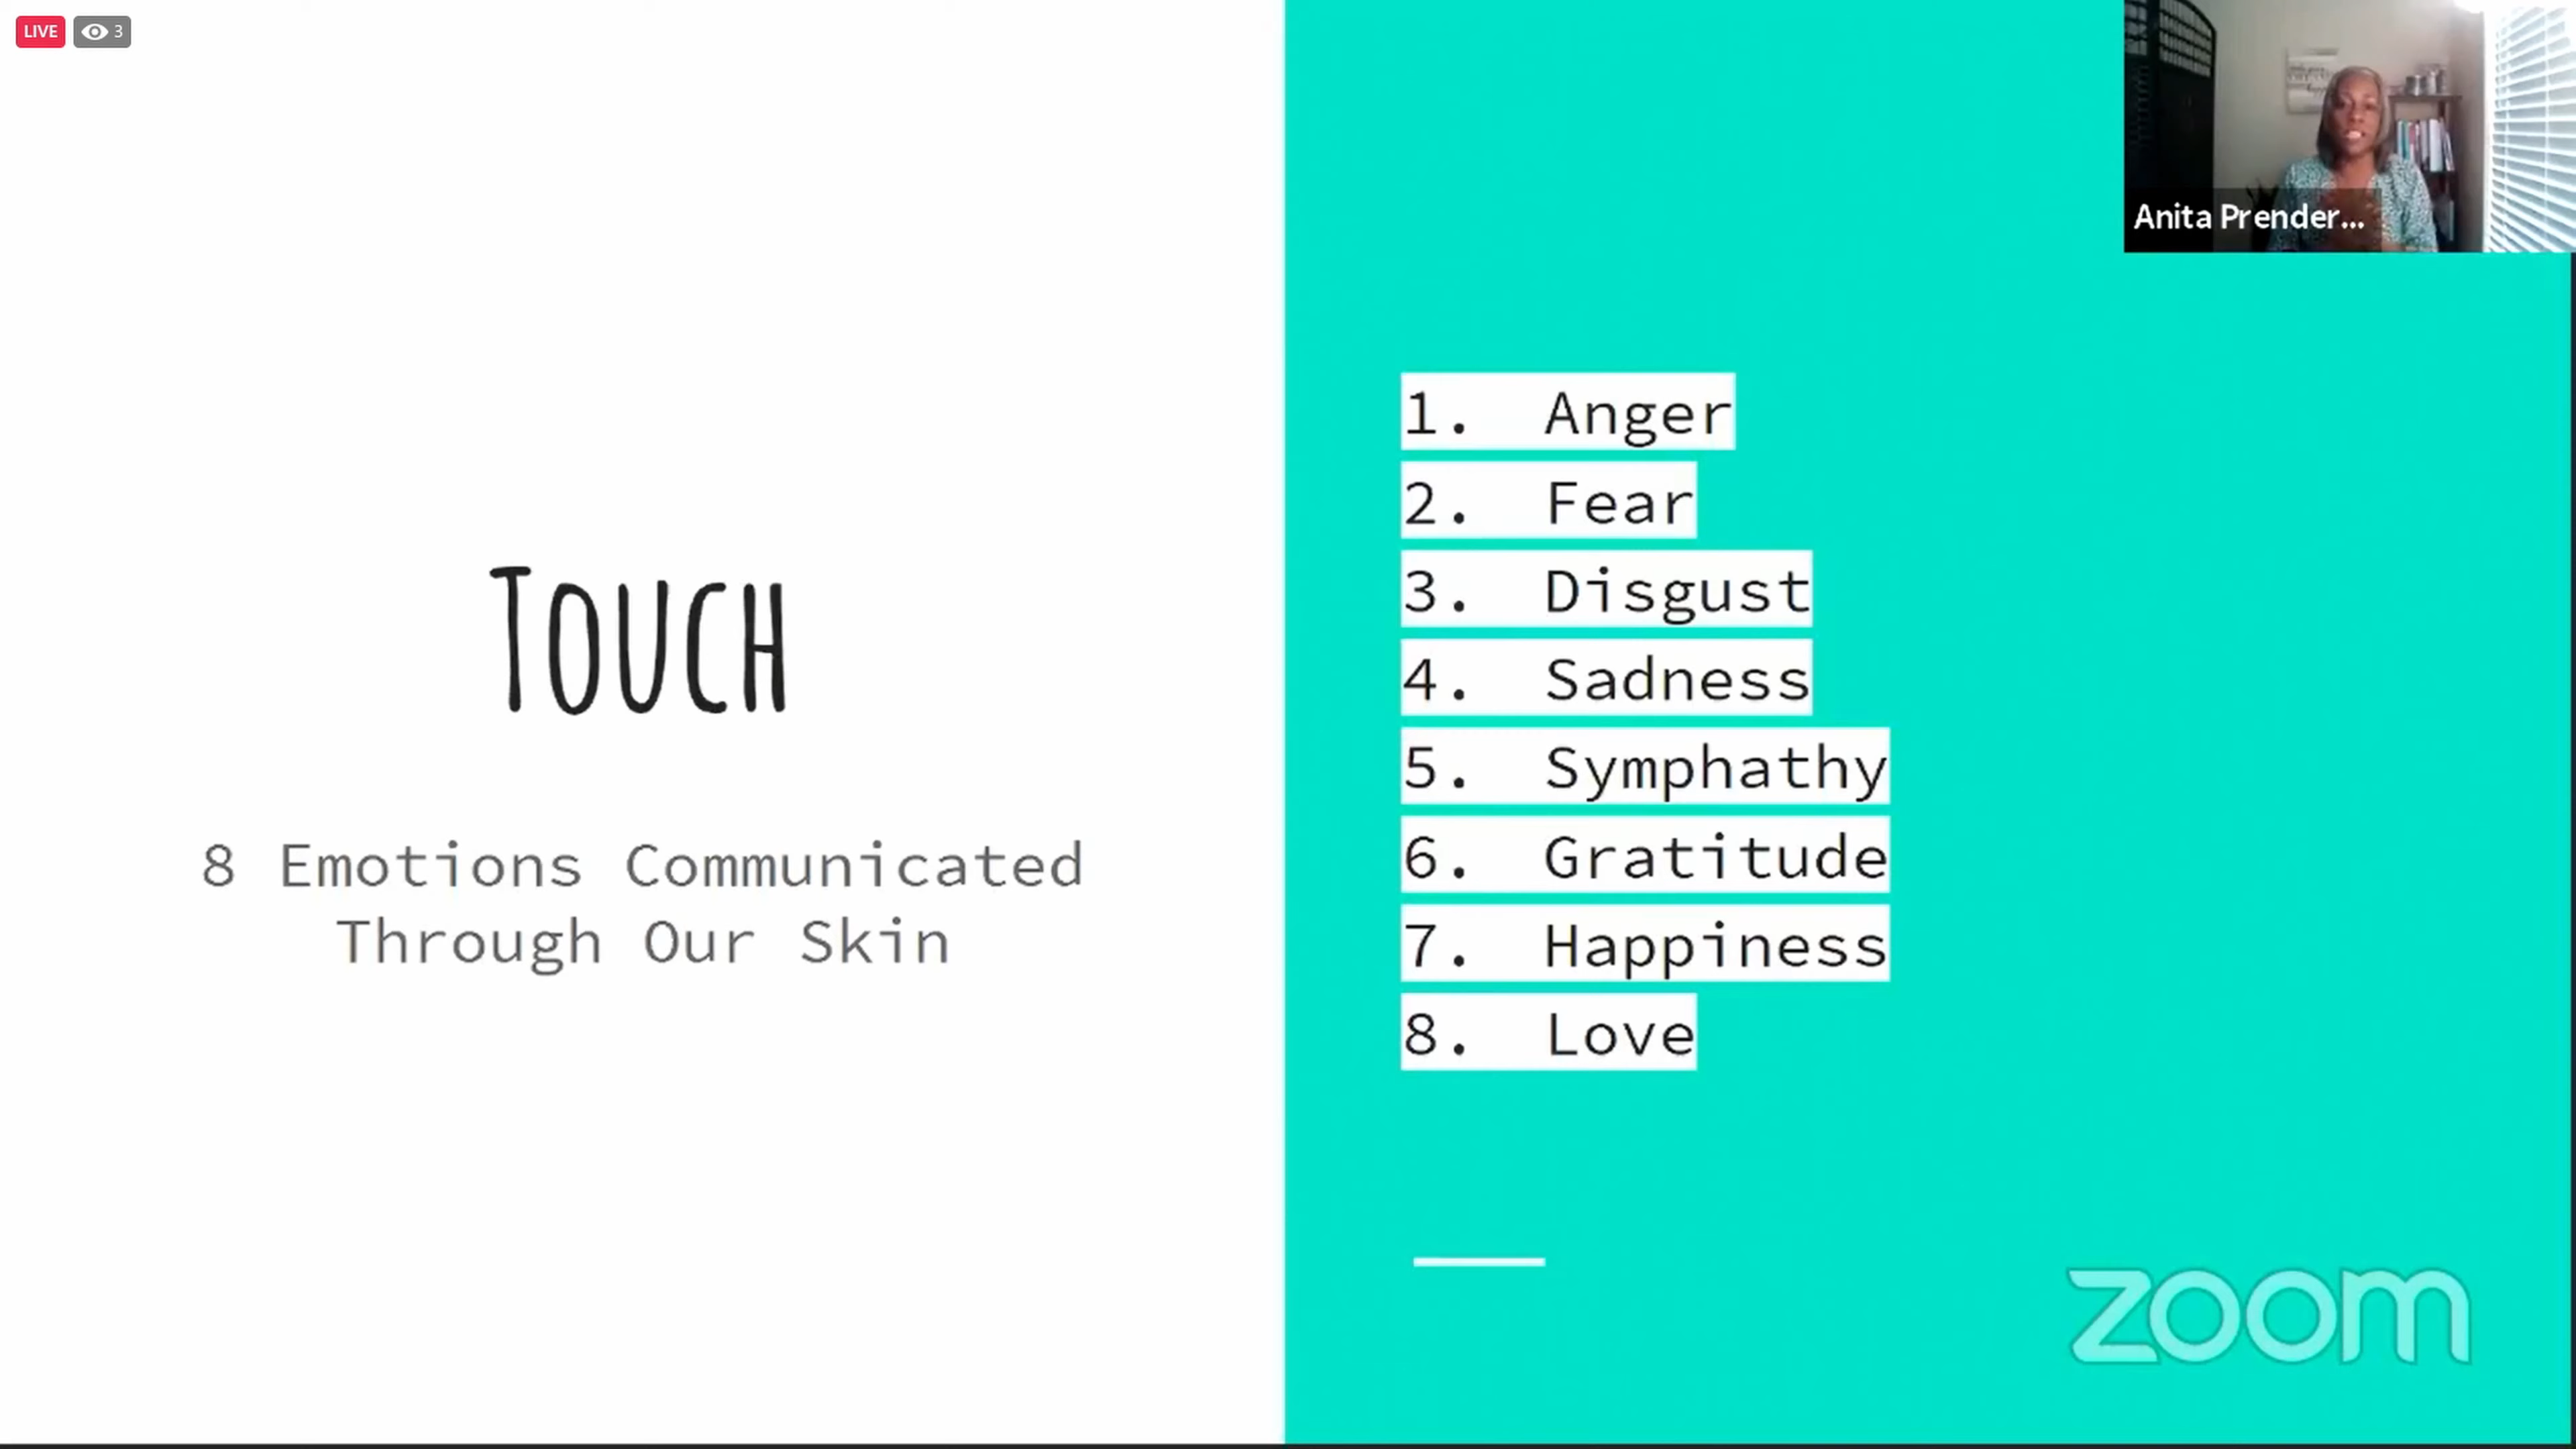 LIVE 3
Anita Prender...
Touch
8 Emotions Communicated
Through Our Skin
1. Anger
2. Fear
3. Disgust
4. Sadness
5. Symphathy
6. Gratitude
7. Happiness
8. Love
zoom